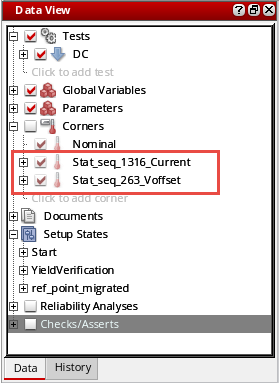 Data View
Tests
DC
Click to add test
Global Variables
Parameters
Corners
Nominal
Stat_seq_1316_Current
Stat_seq_263_Voffset
Click to add corner
Documents
Setup States
Start
YieldVerification
ref_point_migrated
Reliability Analyses
Checks/Asserts
Data History